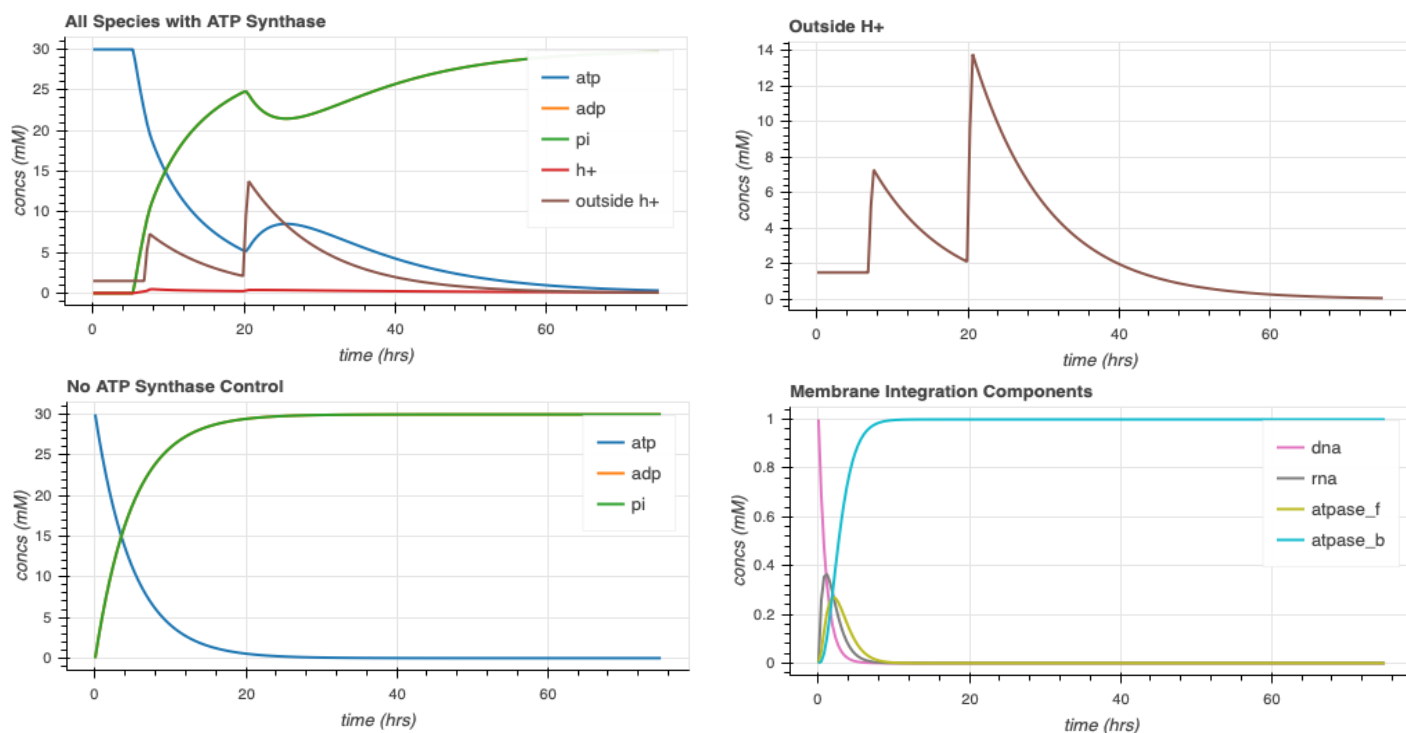 All Species with ATP Synthase
30
25
20
15
10
5
0
concs (mM)
0
20
40
60
time (hrs)
atp
adp
pi
h+
outside h+
Outside H+
14
12
10
8
6
4
2
0
concs (mM)
0
20
40
60
time (hrs)
No ATP Synthase Control
30
25
20
15
10
5
0
concs (mM)
0
20
40
60
time (hrs)
atp
adp
pi
Membrane Integration Components
1
0.8
0.6
0.4
0.2
0
concs (mM)
0
20
40
60
time (hrs)
dna
rna
atpase_f
atpase_b